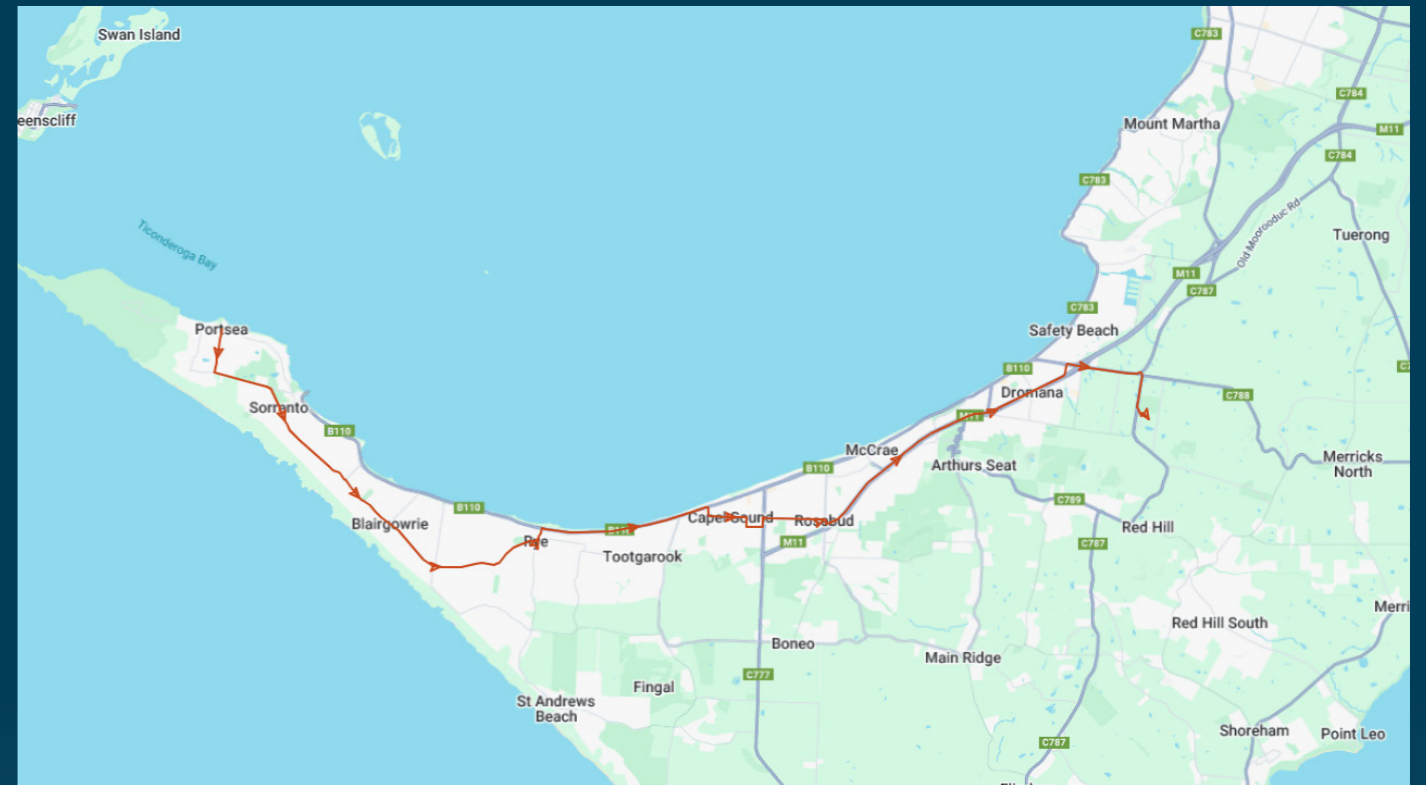 Swan Island
C783
C784
eenscliff
Mount Martha
M11
C784
C783
Old Moorooduc Rd
Ticonderoga Bay
Tuerong
M11
C787
C783
Portsea
Safety Beach
B110
Dromana
C788
Sorranto
M11
B110
McCrae
Arthurs Seat
Merricks
North
B110
C789
B110
Blairgowrie
Capel Sound
Rosebud
Red Hill
Rye
Tootgarook
M11
C787
Merri
Red Hill South
Boneo
Main Ridge
C777
Fingal
St Andrews
Beach
Shoreham
Point Leo
C787